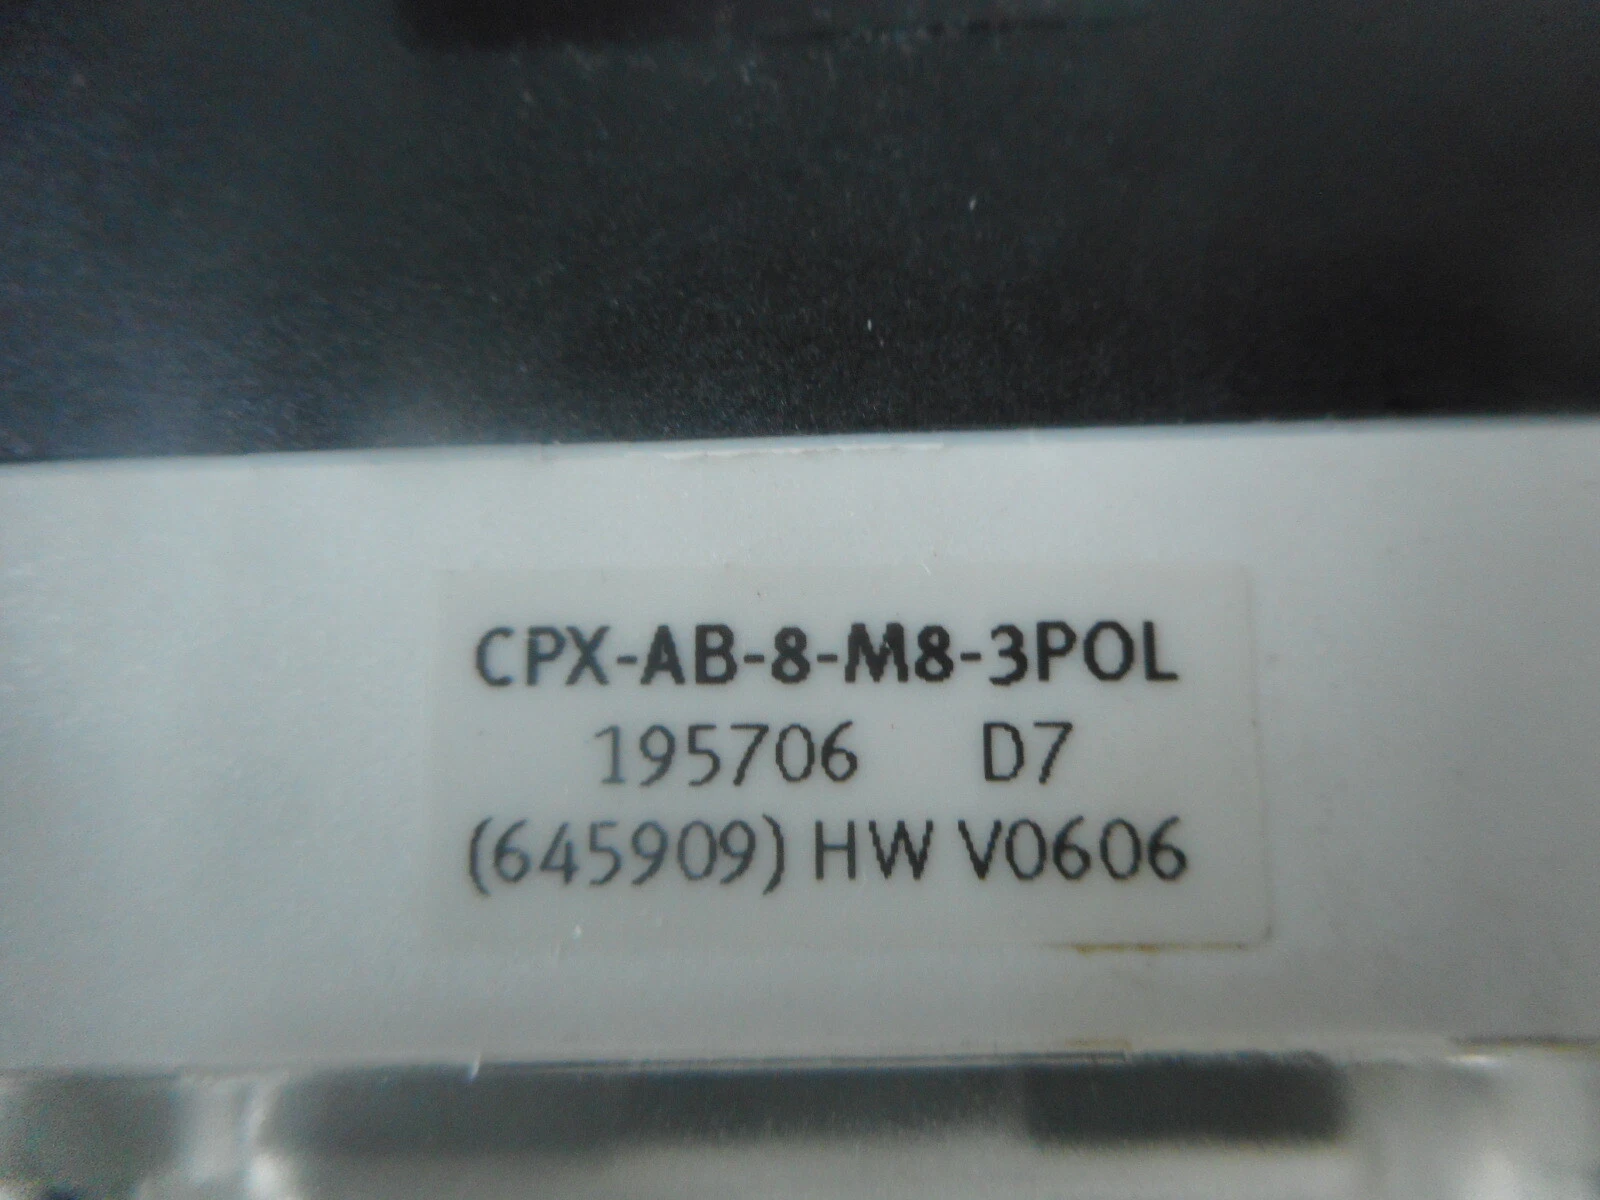 CPX-AB-8-M8-3POL
195706 D7
(645909) HW V0606